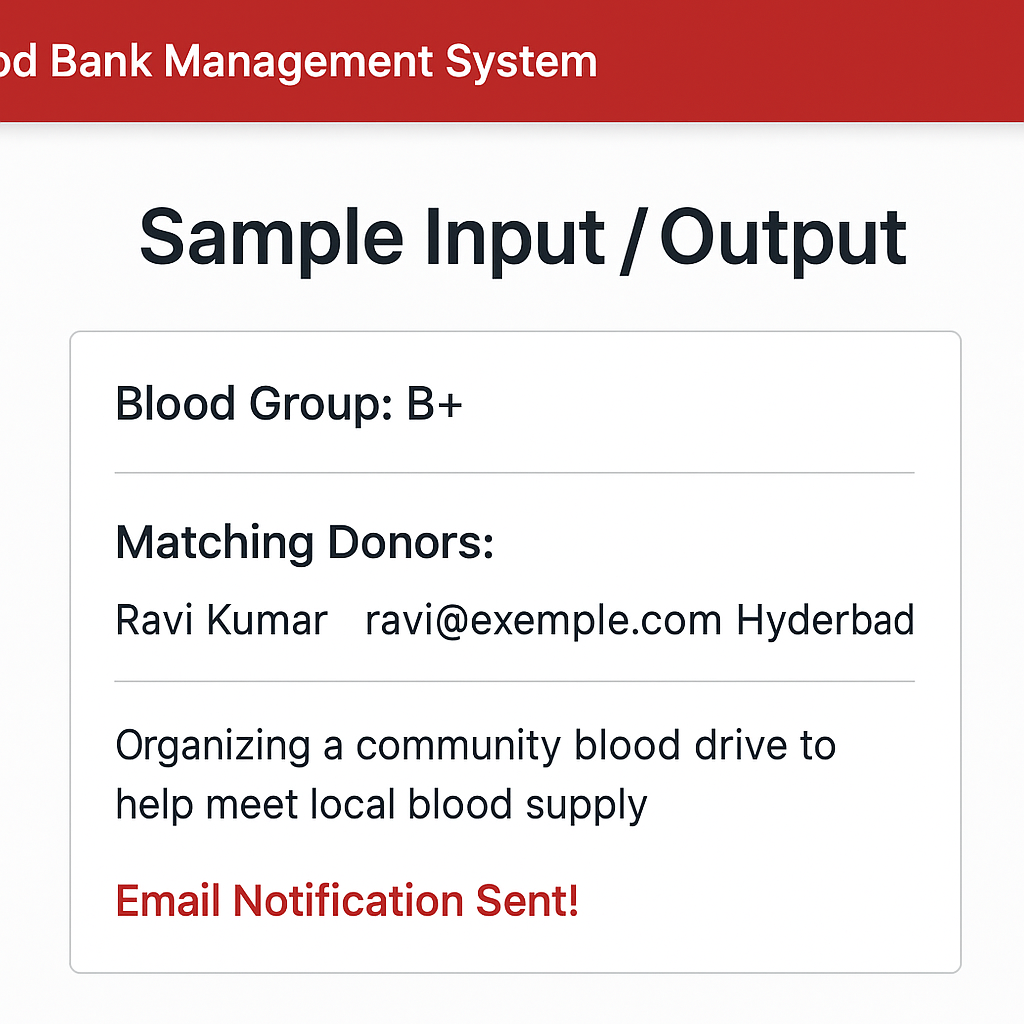 od Bank Management System
Sample Input / Output
Blood Group: B+
Matching Donors:
Ravi Kumar ravi@exemple.com Hyderbad
Organizing a community blood drive to
help meet local blood supply
Email Notification Sent!